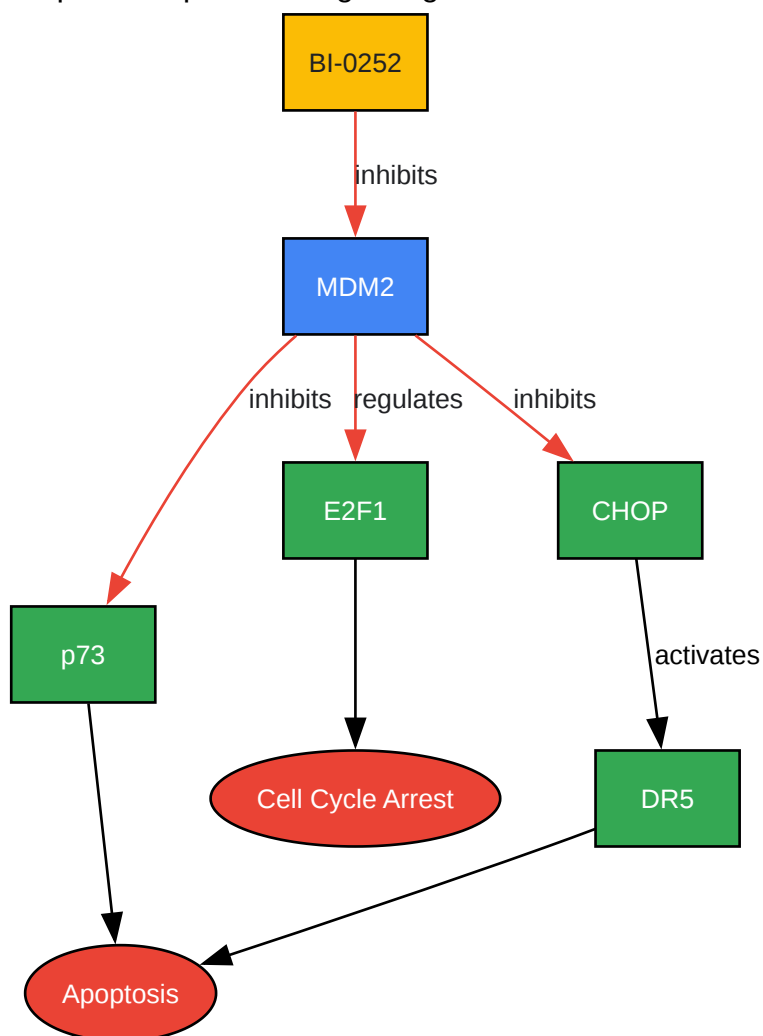 BI-0252
inhibits
MDM2
inhibits
regulates
inhibits
E2F1
CHOP
p73
activates
Cell Cycle Arrest
DR5
Apoptosis